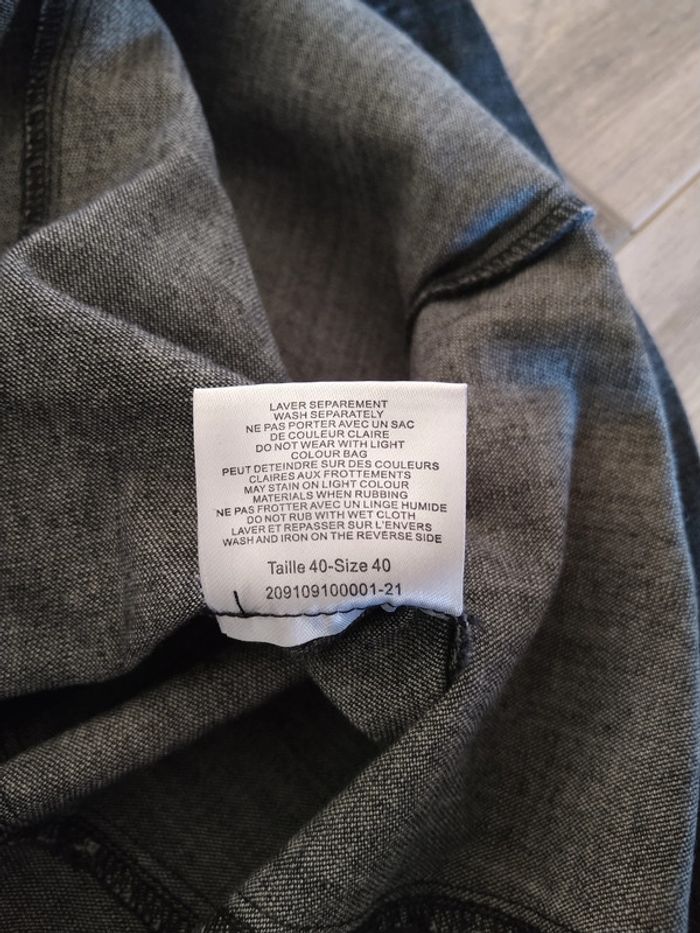 LAVER SEPAREMENT
WASH SEPARATELY
NE PAS PORTER AVEC UN SAC
DE COULEUR CLAIRE
DO NOT WEAR WITH LIGHT
COLOUR BAG
PEUT DETEINDRE SUR DES COULEURS
CLAIRES AUX FROTTEMENTS
MAY STAIN ON LIGHT COLOUR
MATERIALS WHEN RUBBING
NE PAS FROTTER AVEC UN LINGE HUMIDE
DO NOT RUB WITH WET CLOTH
LAVER ET REPASSER SUR L'ENVERS
WASH AND IRON ON THE REVERSE SIDE
Taille 40-Size 40
209109100001-21